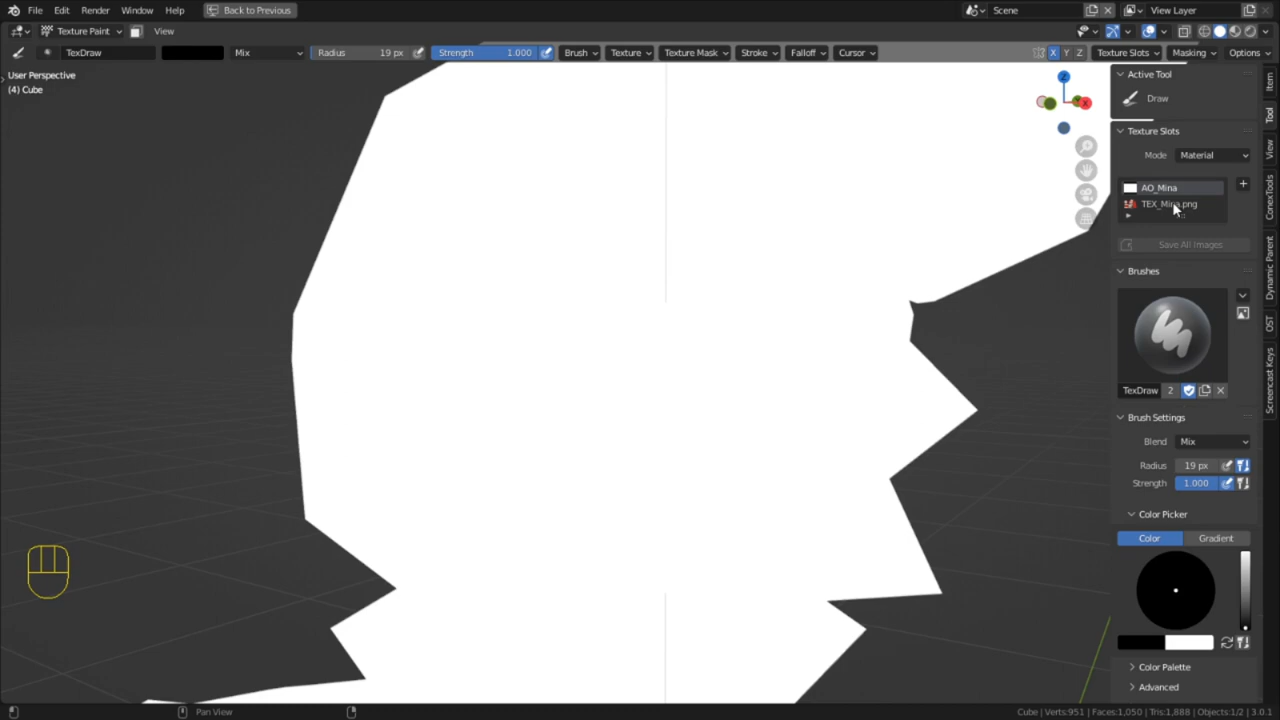 File Edit Render Window Help Back to Previous Scene View Layer
Texture Paint View
TexDraw Mix Radius 19 px Strength 1.000 Brush Texture Texture Mask Stroke Falloff Cursor X Y Z Texture Slots Masking Options
User Perspective
(4) Cube
Z
X
Active Tool
Draw
Texture Slots
Mode Material
AO_Mina
TEX_Mina.png
Save All Images
Brushes
TexDraw 2
Brush Settings
Blend Mix
Radius 19 px
Strength 1.000
Color Picker
Color Gradient
Color Palette
Advanced
Item
Tool
View
ConexTools
Dynamic Parent
OST
Screencast Keys
Pan View
Cube | Verts:951 | Faces:1,050 | Tris:1,888 | Objects:1/2 | 3.0.1